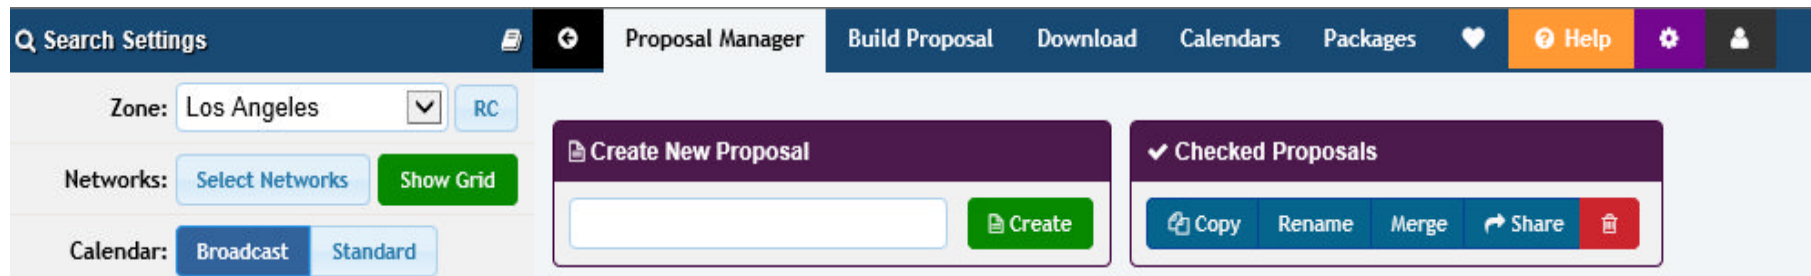 Search Settings
Proposal Manager
Build Proposal
Download
Calendars
Packages
Help
Zone: Los Angeles RC
Networks: Select Networks Show Grid
Calendar: Broadcast Standard
Create New Proposal
Create
Checked Proposals
Copy Rename Merge Share